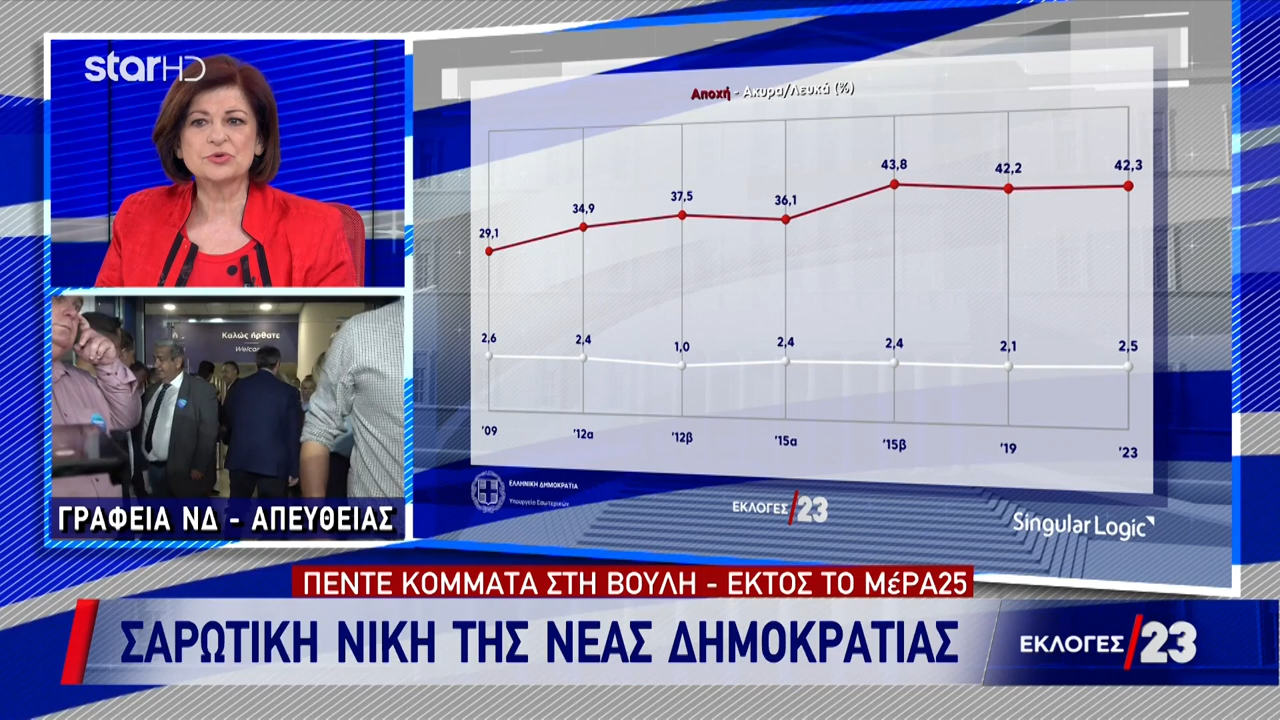 starHD
Αποχή - Άκυρα/Λευκά (%)
29,1
34,9
37,5
36,1
43,8
42,2
42,3
2,6
2,4
1,0
2,4
2,4
2,1
2,5
'09
'12α
'12β
'15α
'15β
'19
'23
ΕΛΛΗΝΙΚΗ ΔΗΜΟΚΡΑΤΙΑ
Υπουργείο Εσωτερικών
ΕΚΛΟΓΕΣ/23
SingularLogic
Καλώς ήρθατε
ΓΡΑΦΕΙΑ ΝΔ - ΑΠΕΥΘΕΙΑΣ
ΠΕΝΤΕ ΚΟΜΜΑΤΑ ΣΤΗ ΒΟΥΛΗ - ΕΚΤΟΣ ΤΟ ΜέΡΑ25
ΣΑΡΩΤΙΚΗ ΝΙΚΗ ΤΗΣ ΝΕΑΣ ΔΗΜΟΚΡΑΤΙΑΣ
ΕΚΛΟΓΕΣ/23